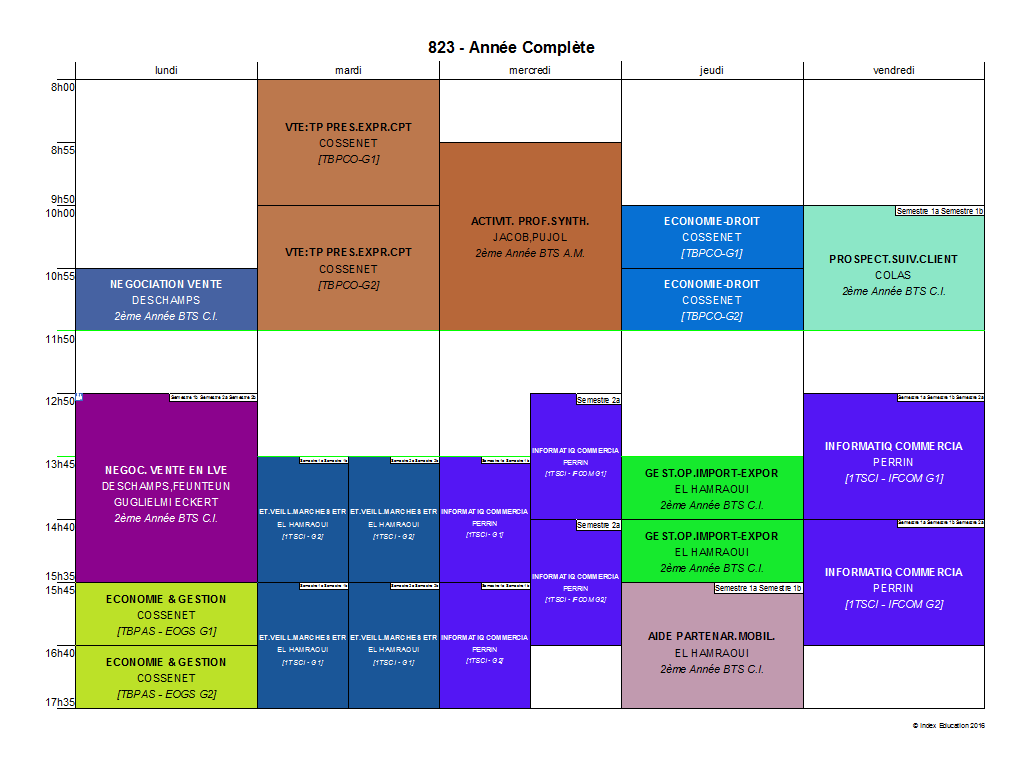 823 - Année Complète
lundi
mardi
mercredi
jeudi
vendredi
8h00
8h55
9h50
10h00
10h55
11h50
12h50
13h45
14h40
15h35
15h45
16h40
17h35
NEGOCIATION VENTE
DESCHAMPS
2ème Année BTS C.I.
Semestre 1b Semestre 2a Semestre 2b
NEGOC. VENTE EN LVE
DESCHAMPS,FEUNTEUN
GUGLIELMI ECKERT
2ème Année BTS C.I.
ECONOMIE & GESTION
COSSENET
[TBPAS - EOGS G1]
ECONOMIE & GESTION
COSSENET
[TBPAS - EOGS G2]
VTE:TP PRES.EXPR.CPT
COSSENET
[TBPCO-G1]
VTE:TP PRES.EXPR.CPT
COSSENET
[TBPCO-G2]
Semestre 1a Semestre 1b
ET.VEILL.MARCHES ETR
EL HAMRAOUI
[1TSCI - G2]
Semestre 2a Semestre 2b
ET.VEILL.MARCHES ETR
EL HAMRAOUI
[1TSCI - G2]
Semestre 1a Semestre 1b
ET.VEILL.MARCHES ETR
EL HAMRAOUI
[1TSCI - G1]
Semestre 2a Semestre 2b
ET.VEILL.MARCHES ETR
EL HAMRAOUI
[1TSCI - G1]
ACTIVIT. PROF.SYNTH.
JACOB,PUJOL
2ème Année BTS A.M.
Semestre 1a Semestre 1b
INFORMATIQ COMMERCIA
PERRIN
[1TSCI - G1]
Semestre 1a Semestre 1b
INFORMATIQ COMMERCIA
PERRIN
[1TSCI - G2]
Semestre 2a
INFORMATIQ COMMERCIA
PERRIN
[1TSCI - IFCOM G1]
Semestre 2a
INFORMATIQ COMMERCIA
PERRIN
[1TSCI - IFCOM G2]
ECONOMIE-DROIT
COSSENET
[TBPCO-G1]
ECONOMIE-DROIT
COSSENET
[TBPCO-G2]
GEST.OP.IMPORT-EXPOR
EL HAMRAOUI
2ème Année BTS C.I.
GEST.OP.IMPORT-EXPOR
EL HAMRAOUI
2ème Année BTS C.I.
Semestre 1a Semestre 1b
AIDE PARTENAR.MOBIL.
EL HAMRAOUI
2ème Année BTS C.I.
Semestre 1a Semestre 1b
PROSPECT.SUIV.CLIENT
COLAS
2ème Année BTS C.I.
Semestre 1a Semestre 1b Semestre 2a
INFORMATIQ COMMERCIA
PERRIN
[1TSCI - IFCOM G1]
Semestre 1a Semestre 1b Semestre 2a
INFORMATIQ COMMERCIA
PERRIN
[1TSCI - IFCOM G2]
© Index Education 2016